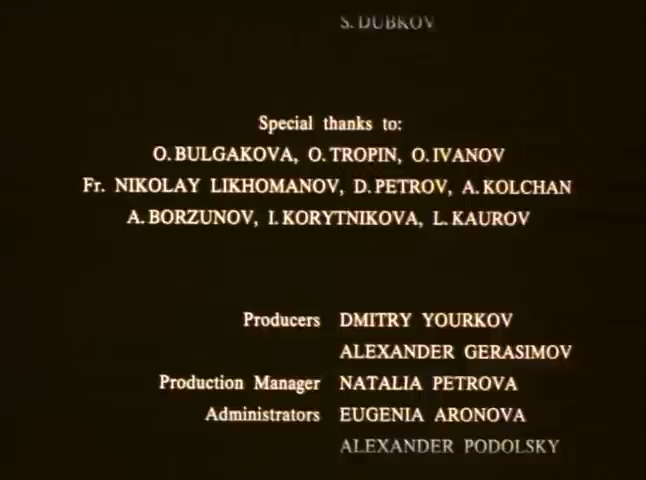 S. DUBKOV
Special thanks to:
O. BULGAKOVA, O. TROPIN, O. IVANOV
Fr. NIKOLAY LIKHOMANOV, D. PETROV, A. KOLCHAN
A. BORZUNOV, I. KORYTNIKOVA, L. KAUROV
Producers DMITRY YOURKOV
ALEXANDER GERASIMOV
Production Manager NATALIA PETROVA
Administrators EUGENIA ARONOVA
ALEXANDER PODOLSKY